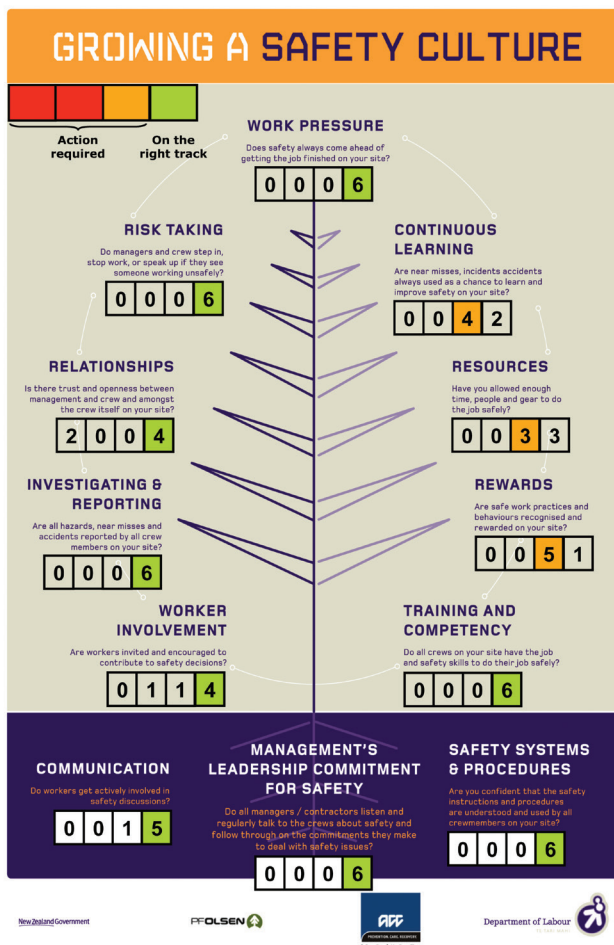 GROWING A SAFETY CULTURE
Action
required
On the
right track
WORK PRESSURE
Does safety always come ahead of
getting the job finished on your site?
0 0 0 6
RISK TAKING
Do managers and crew step in,
stop work, or speak up if they see
someone working unsafely?
0 0 0 6
CONTINUOUS
LEARNING
Are near misses, incidents accidents
always used as a chance to learn and
improve safety on your site?
0 0 4 2
RELATIONSHIPS
Is there trust and openness between
management and crew and amongst
the crew itself on your site?
2 0 0 4
RESOURCES
Have you allowed enough
time, people and gear to do
the job safely?
0 0 3 3
INVESTIGATING &
REPORTING
Are all hazards, near misses and
accidents reported by all crew
members on your site?
0 0 0 6
REWARDS
Are safe work practices and
behaviours recognised and
rewarded on your site?
0 0 5 1
WORKER
INVOLVEMENT
Are workers invited and encouraged to
contribute to safety decisions?
0 1 1 4
TRAINING AND
COMPETENCY
Do all crews on your site have the job
and safety skills to do their job safely?
0 0 0 6
COMMUNICATION
Do workers get actively involved in
safety discussions?
0 0 1 5
MANAGEMENT'S
LEADERSHIP COMMITMENT
FOR SAFETY
Do all managers / contractors listen and
regularly talk to the crews about safety and
follow through on the commitments they make
to deal with safety issues?
0 0 0 6
SAFETY SYSTEMS
& PROCEDURES
Are you confident that the safety
instructions and procedures
are understood and used by all
crewmembers on your site?
0 0 0 6
New Zealand Government
PF OLSEN
ACC
PREVENTION. CARE. RECOVERY.
Department of Labour